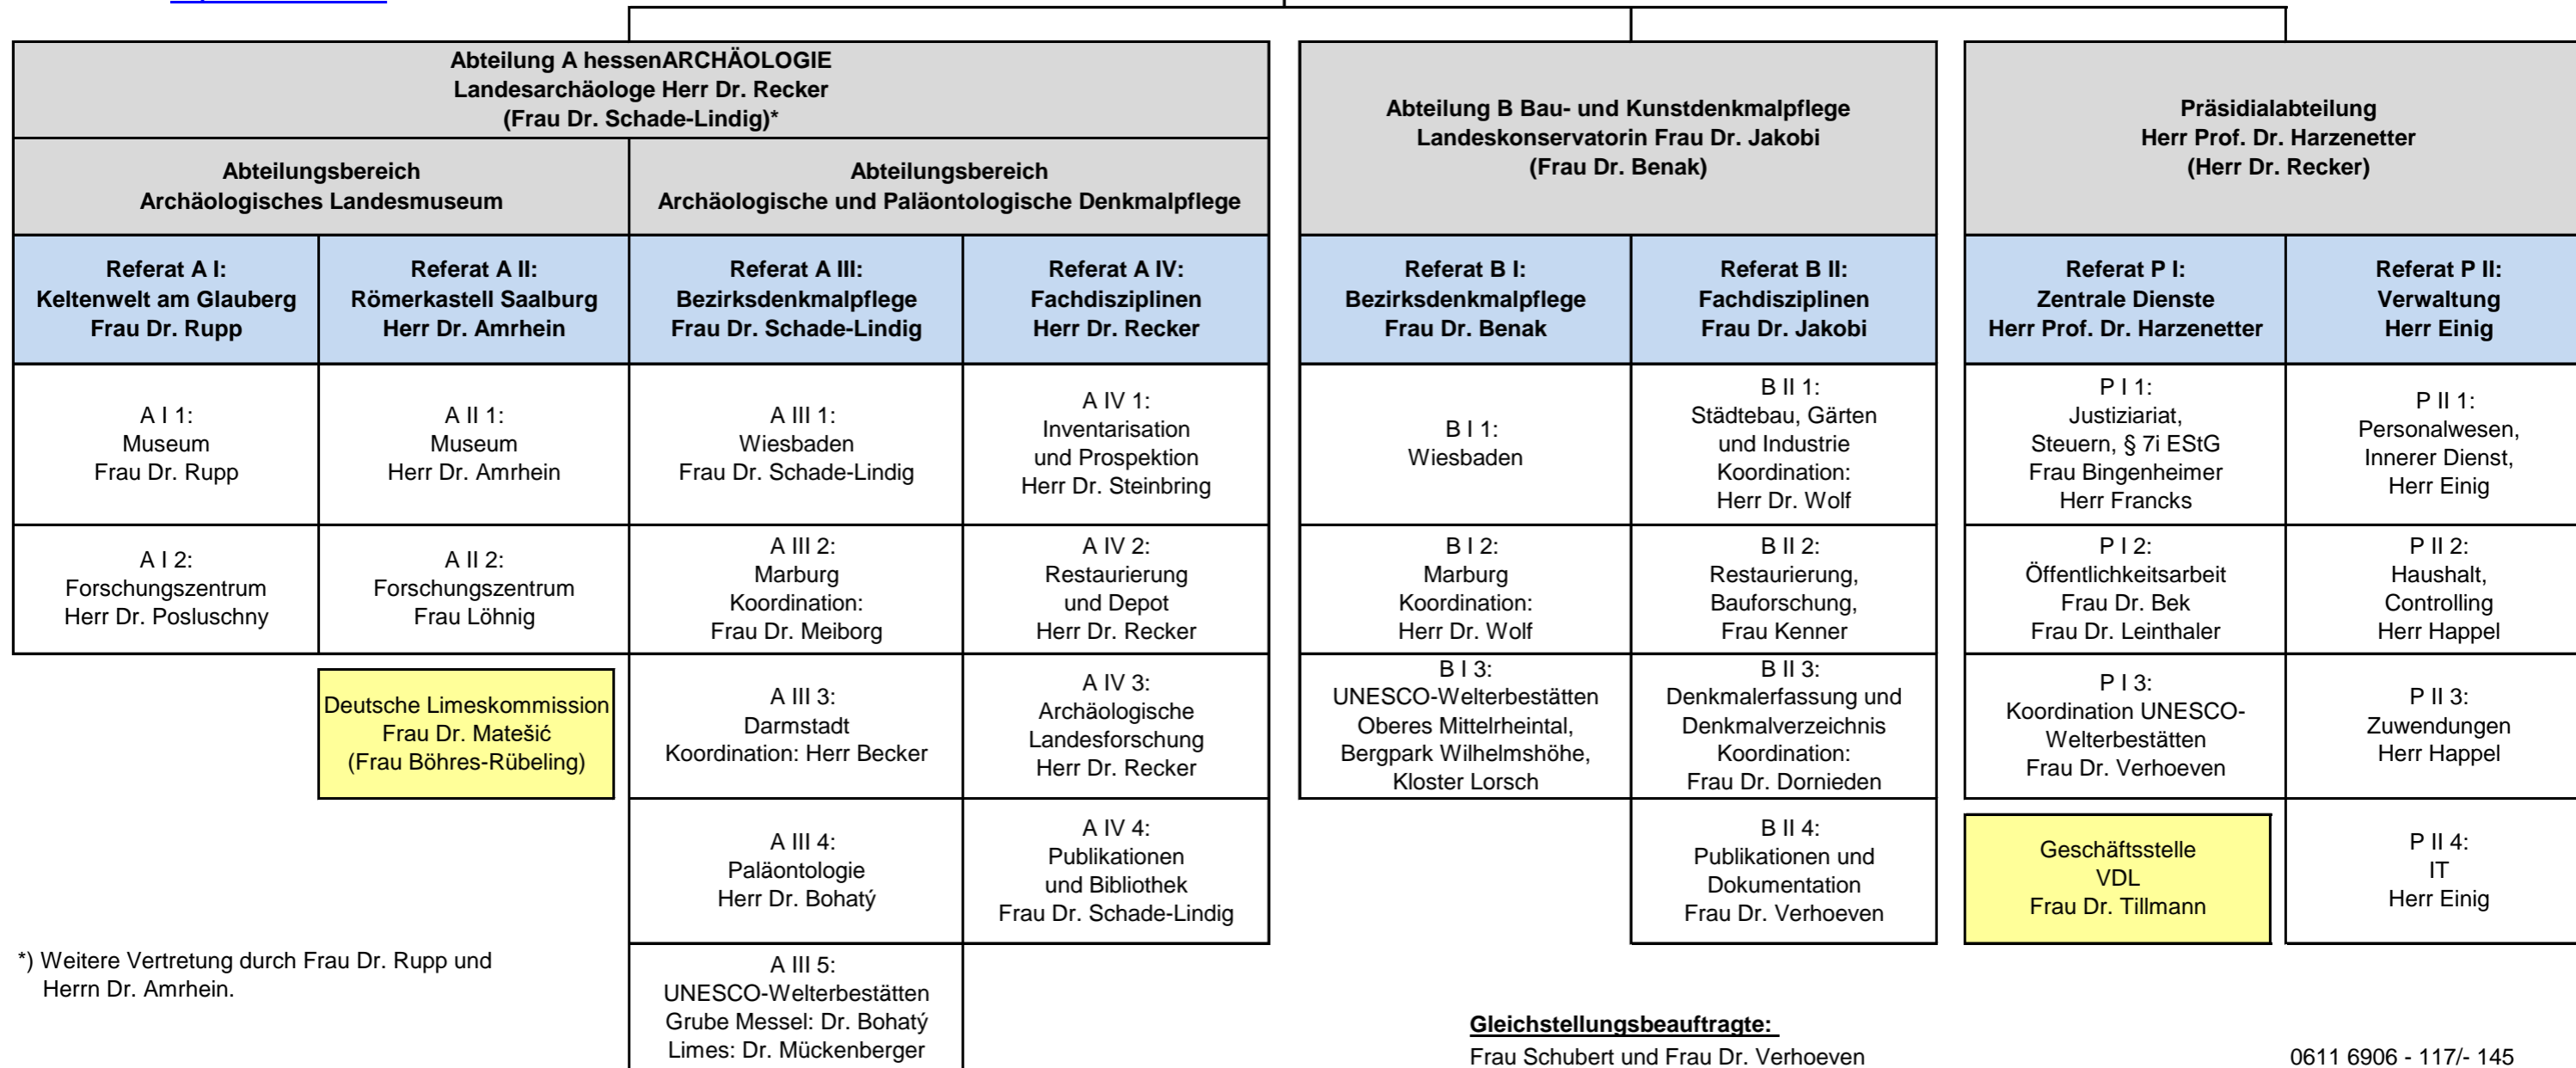 Abteilung A hessenARCHÄOLOGIE
Landesarchäologe Herr Dr. Recker
(Frau Dr. Schade-Lindig)*
Abteilungsbereich
Archäologisches Landesmuseum
Abteilungsbereich
Archäologische und Paläontologische Denkmalpflege
Referat A I:
Keltenwelt am Glauberg
Frau Dr. Rupp
Referat A II:
Römerkastell Saalburg
Herr Dr. Amrhein
Referat A III:
Bezirksdenkmalpflege
Frau Dr. Schade-Lindig
Referat A IV:
Fachdisziplinen
Herr Dr. Recker
A I 1:
Museum
Frau Dr. Rupp
A II 1:
Museum
Herr Dr. Amrhein
A III 1:
Wiesbaden
Frau Dr. Schade-Lindig
A IV 1:
Inventarisation
und Prospektion
Herr Dr. Steinbring
A I 2:
Forschungszentrum
Herr Dr. Posluschny
A II 2:
Forschungszentrum
Frau Löhnig
A III 2:
Marburg
Koordination:
Frau Dr. Meiborg
A IV 2:
Restaurierung
und Depot
Herr Dr. Recker
Deutsche Limeskommission
Frau Dr. Matešić
(Frau Böhres-Rübeling)
A III 3:
Darmstadt
Koordination: Herr Becker
A IV 3:
Archäologische
Landesforschung
Herr Dr. Recker
A III 4:
Paläontologie
Herr Dr. Bohatý
A IV 4:
Publikationen
und Bibliothek
Frau Dr. Schade-Lindig
A III 5:
UNESCO-Welterbestätten
Grube Messel: Dr. Bohatý
Limes: Dr. Mückenberger
*) Weitere Vertretung durch Frau Dr. Rupp und
Herrn Dr. Amrhein.
Abteilung B Bau- und Kunstdenkmalpflege
Landeskonservatorin Frau Dr. Jakobi
(Frau Dr. Benak)
Referat B I:
Bezirksdenkmalpflege
Frau Dr. Benak
Referat B II:
Fachdisziplinen
Frau Dr. Jakobi
B I 1:
Wiesbaden
B II 1:
Städtebau, Gärten
und Industrie
Koordination:
Herr Dr. Wolf
B I 2:
Marburg
Koordination:
Herr Dr. Wolf
B II 2:
Restaurierung,
Bauforschung,
Frau Kenner
B I 3:
UNESCO-Welterbestätten
Oberes Mittelrheintal,
Bergpark Wilhelmshöhe,
Kloster Lorsch
B II 3:
Denkmalerfassung und
Denkmalverzeichnis
Koordination:
Frau Dr. Dornieden
B II 4:
Publikationen und
Dokumentation
Frau Dr. Verhoeven
Präsidialabteilung
Herr Prof. Dr. Harzenetter
(Herr Dr. Recker)
Referat P I:
Zentrale Dienste
Herr Prof. Dr. Harzenetter
Referat P II:
Verwaltung
Herr Einig
P I 1:
Justiziariat,
Steuern, § 7i EStG
Frau Bingenheimer
Herr Francks
P II 1:
Personalwesen,
Innerer Dienst,
Herr Einig
P I 2:
Öffentlichkeitsarbeit
Frau Dr. Bek
Frau Dr. Leinthaler
P II 2:
Haushalt,
Controlling
Herr Happel
P I 3:
Koordination UNESCO-
Welterbestätten
Frau Dr. Verhoeven
P II 3:
Zuwendungen
Herr Happel
Geschäftsstelle
VDL
Frau Dr. Tillmann
P II 4:
IT
Herr Einig
Gleichstellungsbeauftragte:
Frau Schubert und Frau Dr. Verhoeven
0611 6906 - 117/- 145